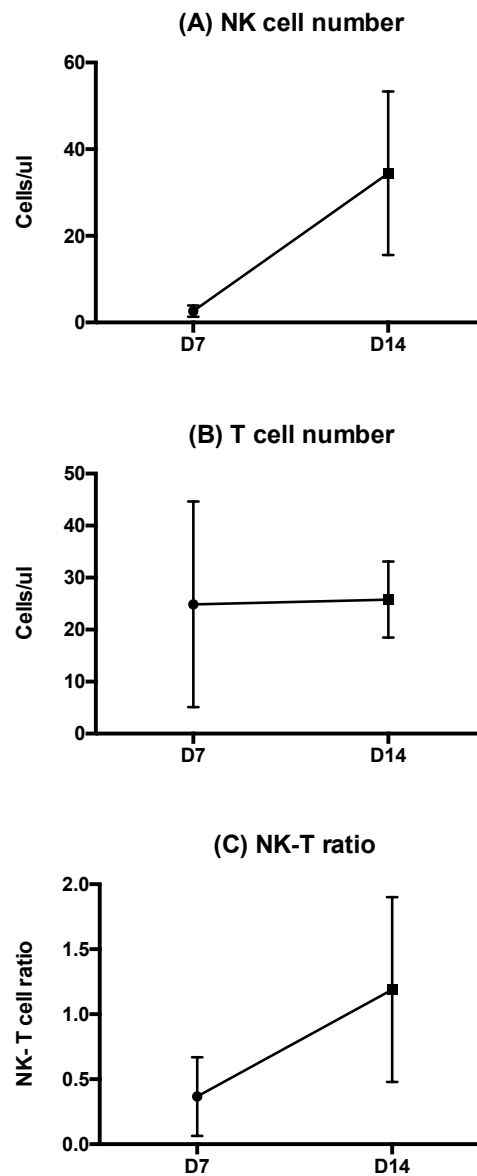 (A) NK cell number
60
40
20
0
Cells/ul
D7 D14
(B) T cell number
50
40
30
20
10
0
Cells/ul
D7 D14
(C) NK-T ratio
2.0
1.5
1.0
0.5
0.0
NK- T cell ratio
D7 D14